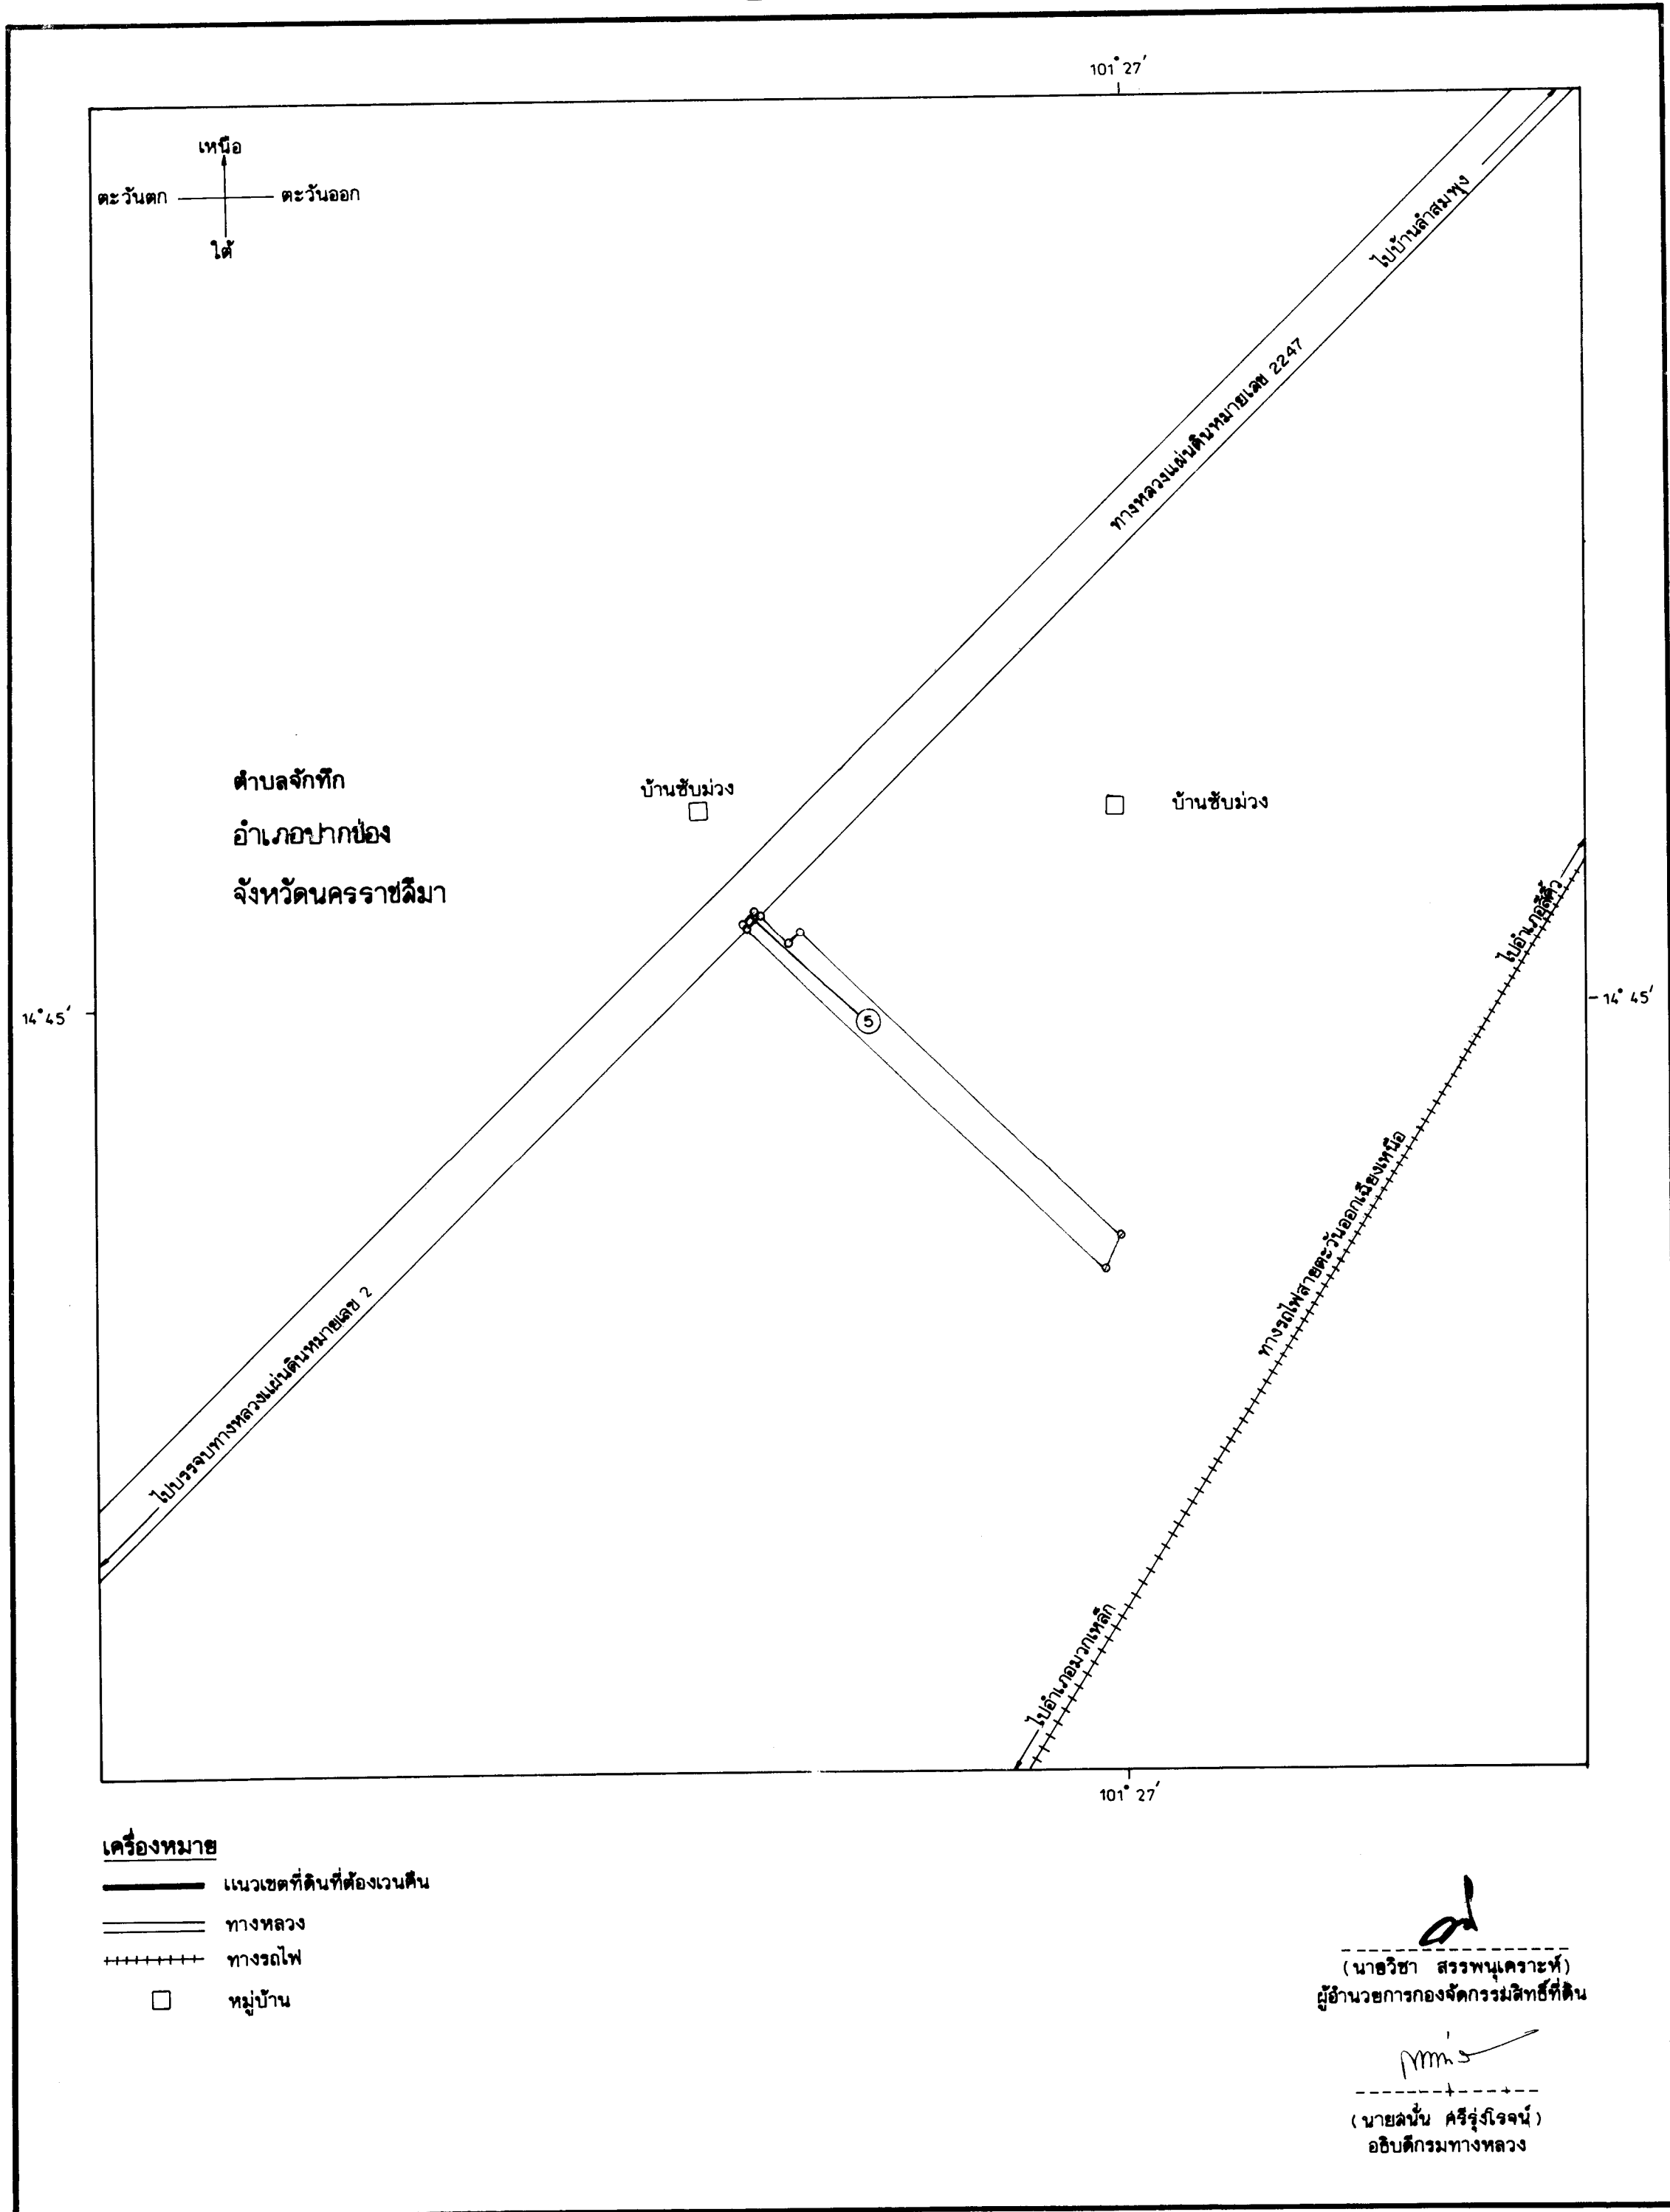 101° 27′
เหนือ
ตะวันตก
ตะวันออก
ใต้
ไปบ้านลำสมพุง
ทางหลวงแผ่นดินหมายเลข 2247
ตำบลจักทึก
อำเภอปากช่อง
จังหวัดนครราชสีมา
บ้านซับม่วง
บ้านซับม่วง
ไปอำเภอสีคิ้ว
14° 45′
14° 45′
5
ทางรถไฟสายตะวันออกเฉียงเหนือ
ไปบรรจบทางหลวงแผ่นดินหมายเลข 2
ไปอำเภอมวกเหล็ก
101° 27′
เครื่องหมาย
แนวเขตที่ดินที่ต้องเวนคืน
ทางหลวง
ทางรถไฟ
หมู่บ้าน
(นายวิชา สรรพนุเคราะห์)
ผู้อำนวยการกองจัดกรรมสิทธิ์ที่ดิน
(นายสนั่น ศรีรุ่งโรจน์)
อธิบดีกรมทางหลวง